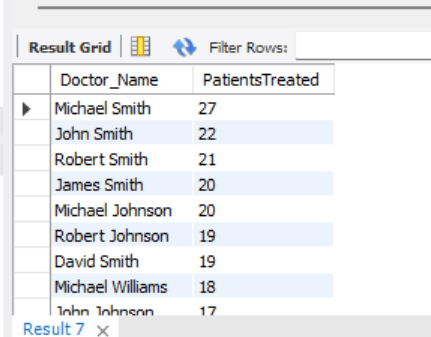 Result Grid Filter Rows:
Doctor_Name PatientsTreated
Michael Smith 27
John Smith 22
Robert Smith 21
James Smith 20
Michael Johnson 20
Robert Johnson 19
David Smith 19
Michael Williams 18
John Johnson 17
Result 7